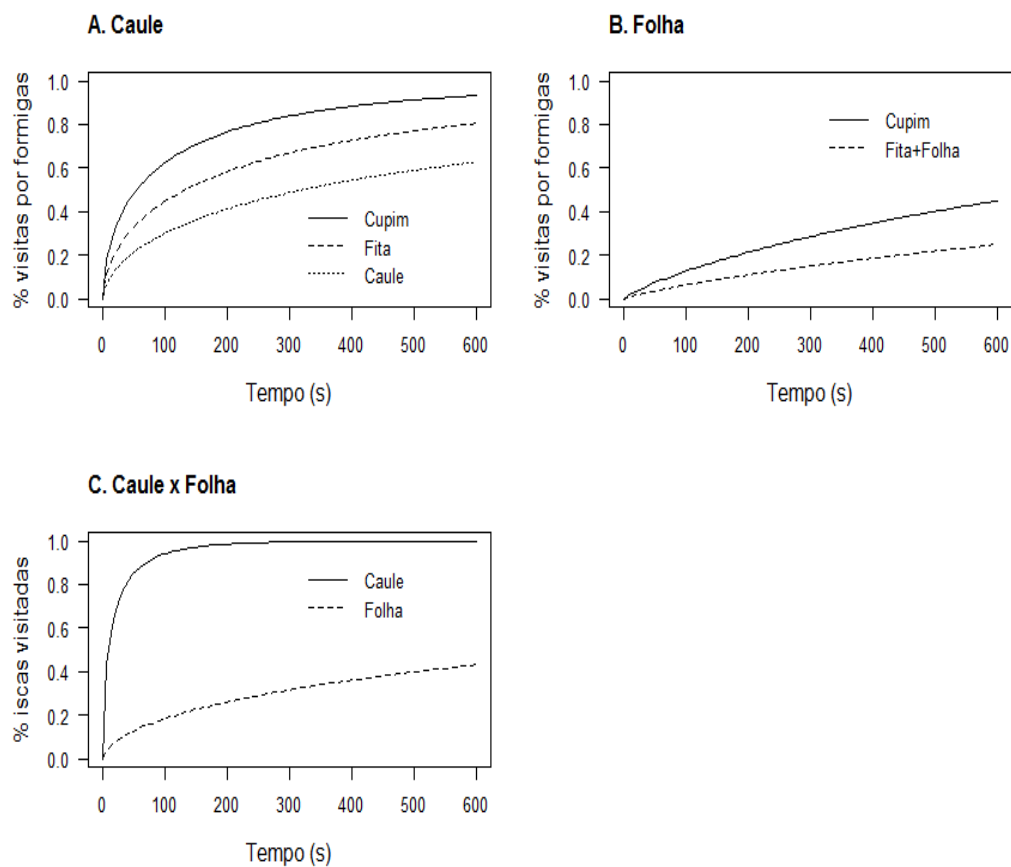 A. Caule
% visitas por formigas
1.0
0.8
0.6
0.4
0.2
0.0
Cupim
Fita
Caule
0 100 200 300 400 500 600
Tempo (s)
B. Folha
% visitas por formigas
1.0
0.8
0.6
0.4
0.2
0.0
Cupim
Fita+Folha
0 100 200 300 400 500 600
Tempo (s)
C. Caule x Folha
% iscas visitadas
1.0
0.8
0.6
0.4
0.2
0.0
Caule
Folha
0 100 200 300 400 500 600
Tempo (s)